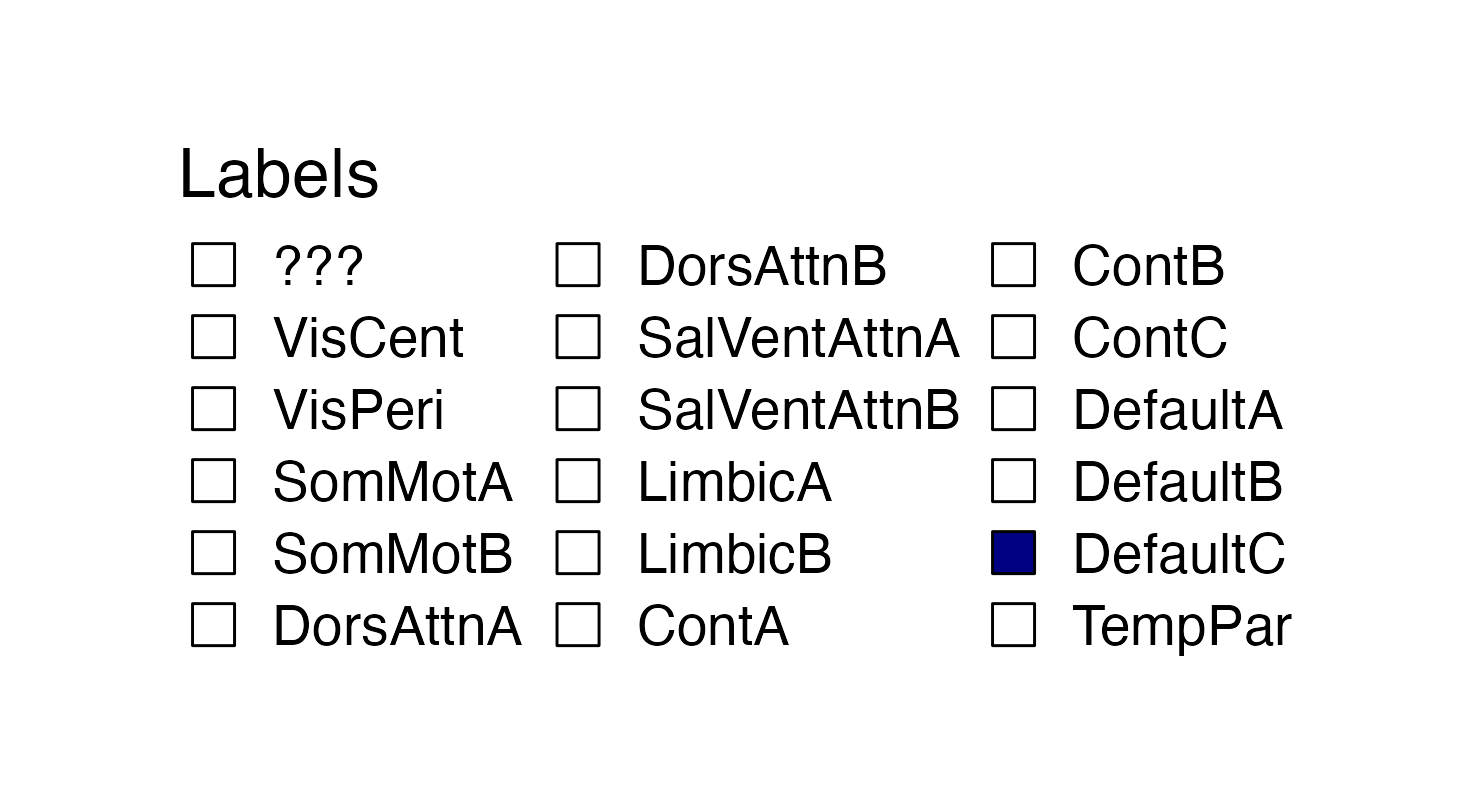 Labels
??? DorsAttnB ContB
VisCent SalVentAttnA ContC
VisPeri SalVentAttnB DefaultA
SomMotA LimbicA DefaultB
SomMotB LimbicB DefaultC
DorsAttnA ContA TempPar